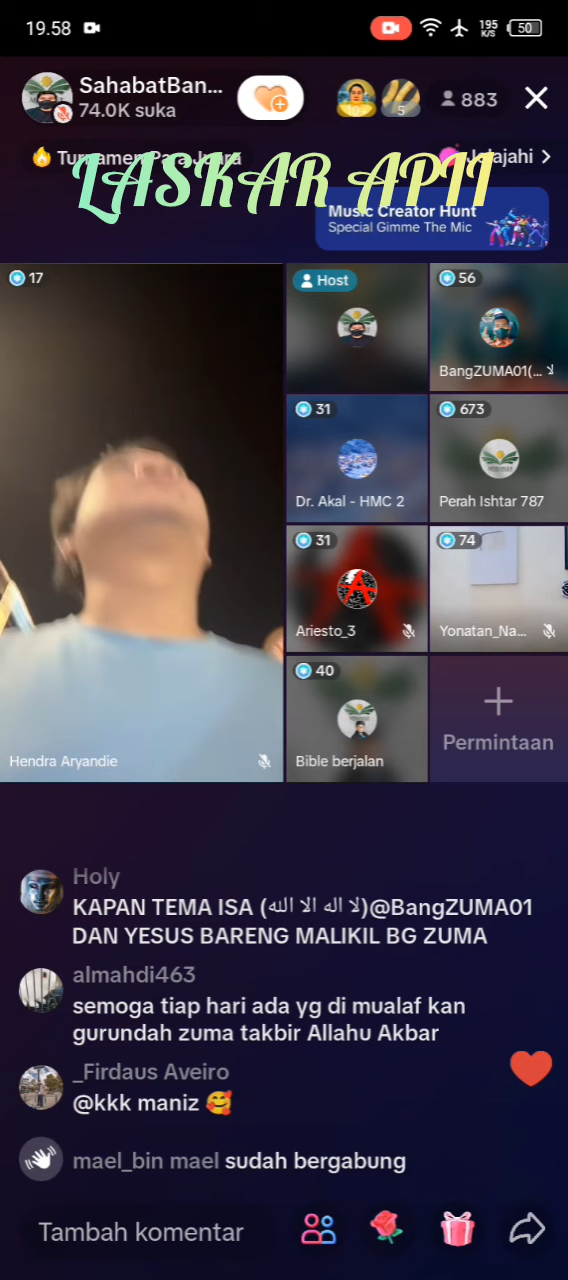 19.58
195
K/S
50
SahabatBan...
74.0K suka
10
5
883
Turnamen Para Juara
Jelajahi
LASKAR APII
Music Creator Hunt
Special Gimme The Mic
17
Host
56
BangZUMA01(... لا
31
673
Dr. Akal - HMC 2
Perah Ishtar 787
31
74
Ariesto_3
Yonatan_Na...
40
Hendra Aryandie
Bible berjalan
Permintaan
Holy
KAPAN TEMA ISA (لا اله الا الله)@BangZUMA01
DAN YESUS BARENG MALIKIL BG ZUMA
almahdi463
semoga tiap hari ada yg di mualaf kan
gurundah zuma takbir Allahu Akbar
_Firdaus Aveiro
@kkk maniz 🥰
mael_bin mael sudah bergabung
Tambah komentar